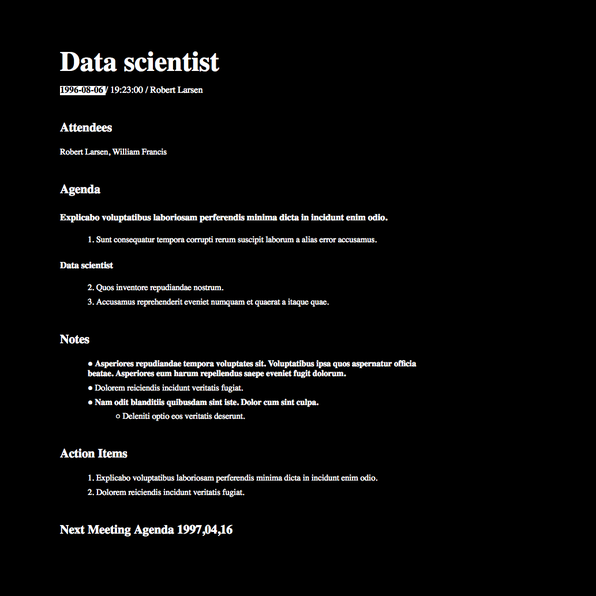 Data scientist
1996-08-06 / 19:23:00 / Robert Larsen
Attendees
Robert Larsen, William Francis
Agenda
Explicabo voluptatibus laboriosam perferendis minima dicta in incidunt enim odio.
1. Sunt consequatur tempora corrupti rerum suscipit laborum a alias error accusamus.
Data scientist
2. Quos inventore repudiandae nostrum.
3. Accusamus reprehenderit eveniet numquam et quaerat a itaque quae.
Notes
● Asperiores repudiandae tempora voluptates sit. Voluptatibus ipsa quos aspernatur officia
beatae. Asperiores eum harum repellendus saepe eveniet fugit dolorum.
● Dolorem reiciendis incidunt veritatis fugiat.
● Nam odit blanditiis quibusdam sint iste. Dolor cum sint culpa.
○ Deleniti optio eos veritatis deserunt.
Action Items
1. Explicabo voluptatibus laboriosam perferendis minima dicta in incidunt enim odio.
2. Dolorem reiciendis incidunt veritatis fugiat.
Next Meeting Agenda 1997,04,16